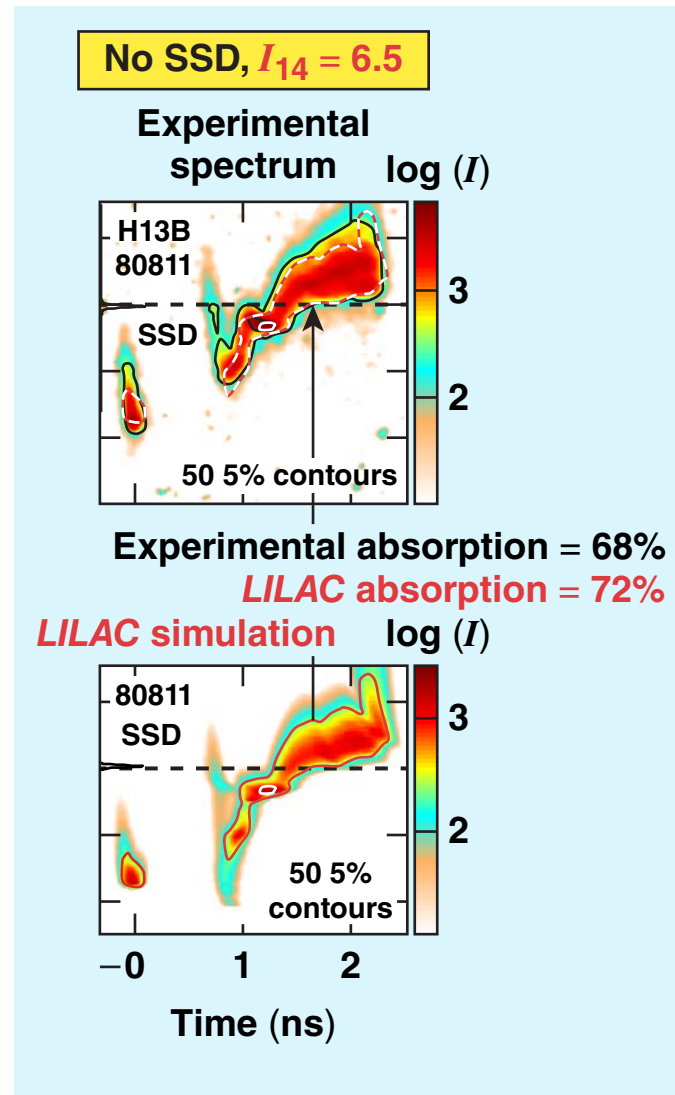 No SSD, I14 = 6.5
Experimental
spectrum
log (I)
H13B
80811
SSD
3
2
50 5% contours
Experimental absorption = 68%
LILAC absorption = 72%
LILAC simulation
log (I)
80811
SSD
3
2
50 5%
contours
–0 1 2
Time (ns)